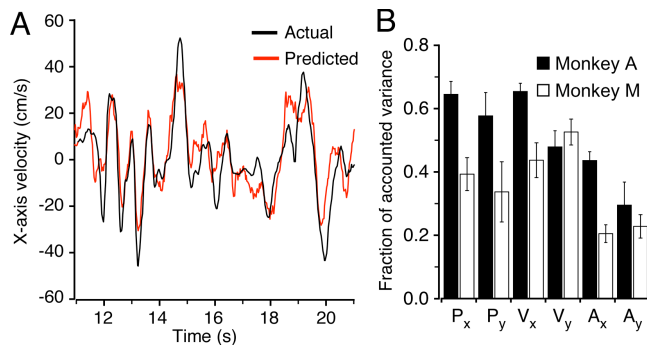 A
Actual
Predicted
X-axis velocity (cm/s)
60
40
20
0
-20
-40
-60
12 14 16 18 20
Time (s)
B
Monkey A
Monkey M
Fraction of accounted variance
0.8
0.6
0.4
0.2
0.0
Px Py Vx Vy Ax Ay